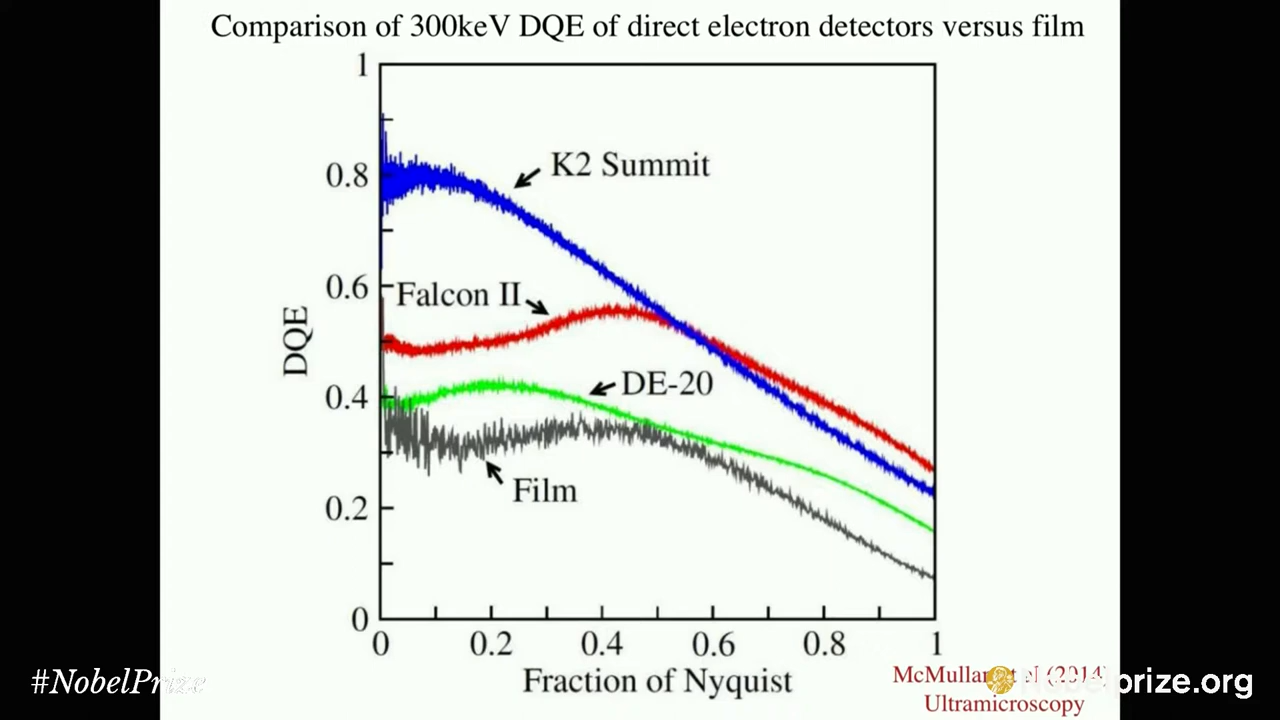 Comparison of 300keV DQE of direct electron detectors versus film
1
0.8
0.6
0.4
0.2
0
DQE
K2 Summit
Falcon II
DE-20
Film
0 0.2 0.4 0.6 0.8 1
Fraction of Nyquist
McMullan (2014)
Ultramicroscopy
#NobelPrize
Nobelprize.org